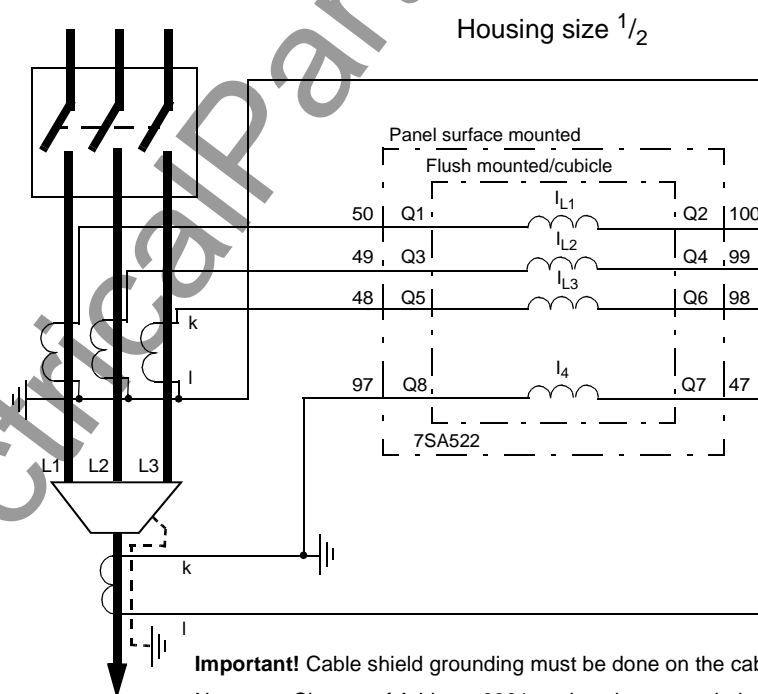 Housing size 1/2
Panel surface mounted
Flush mounted/cubicle
50 Q1 IL1 Q2 100
49 Q3 IL2 Q4 99
48 Q5 IL3 Q6 98
k
l
97 Q8 I4 Q7 47
7SA522
L1 L2 L3
k
l
Important! Cable shield grounding must be done on the cab